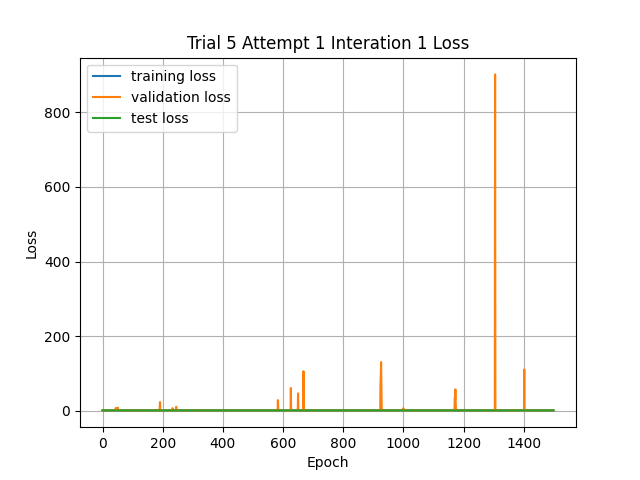 Trial 5 Attempt 1 Interation 1 Loss
training loss
validation loss
test loss
Loss
800
600
400
200
0
0 200 400 600 800 1000 1200 1400
Epoch